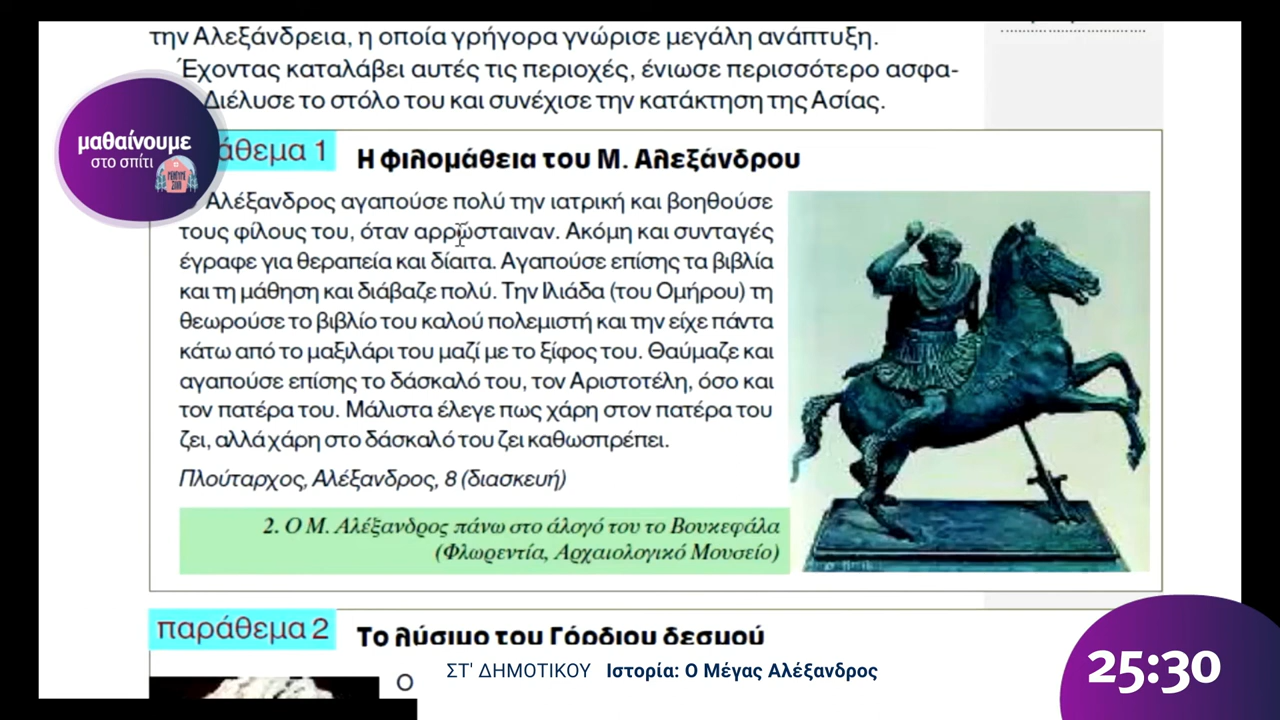 την Αλεξάνδρεια, η οποία γρήγορα γνώρισε μεγάλη ανάπτυξη.
Έχοντας καταλάβει αυτές τις περιοχές, ένιωσε περισσότερο ασφα-
Διέλυσε το στόλο του και συνέχισε την κατάκτηση της Ασίας.
μαθαίνουμε
στο σπίτι
άθεμα 1
Η φιλομάθεια του Μ. Αλεξάνδρου
Αλέξανδρος αγαπούσε πολύ την ιατρική και βοηθούσε
τους φίλους του, όταν αρρώσταιναν. Ακόμη και συνταγές
έγραφε για θεραπεία και δίαιτα. Αγαπούσε επίσης τα βιβλία
και τη μάθηση και διάβαζε πολύ. Την Ιλιάδα (του Ομήρου) τη
θεωρούσε το βιβλίο του καλού πολεμιστή και την είχε πάντα
κάτω από το μαξιλάρι του μαζί με το ξίφος του. Θαύμαζε και
αγαπούσε επίσης το δάσκαλό του, τον Αριστοτέλη, όσο και
τον πατέρα του. Μάλιστα έλεγε πως χάρη στον πατέρα του
ζει, αλλά χάρη στο δάσκαλό του ζει καθωσπρέπει.
Πλούταρχος, Αλέξανδρος, 8 (διασκευή)
2. Ο Μ. Αλέξανδρος πάνω στο άλογό του το Βουκεφάλα
(Φλωρεντία, Αρχαιολογικό Μουσείο)
παράθεμα 2
Το λύσιμο του Γόρδιου δεσμού
Ο
ΣΤ' ΔΗΜΟΤΙΚΟΥ Ιστορία: Ο Μέγας Αλέξανδρος
25:30